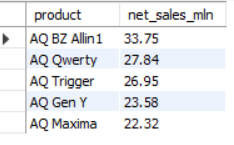 product net_sales_mln
AQ BZ Allin1 33.75
AQ Qwerty 27.84
AQ Trigger 26.95
AQ Gen Y 23.58
AQ Maxima 22.32